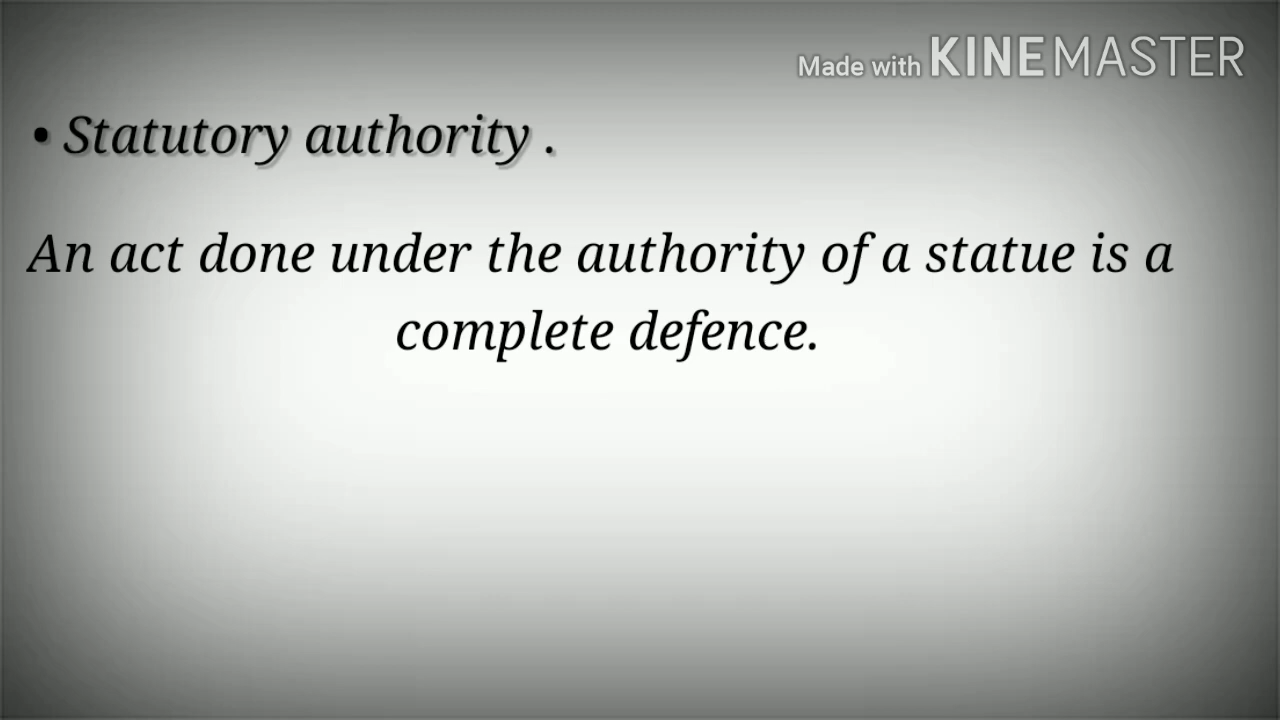 Made with KINEMASTER
• Statutory authority .
An act done under the authority of a statue is a
complete defence.